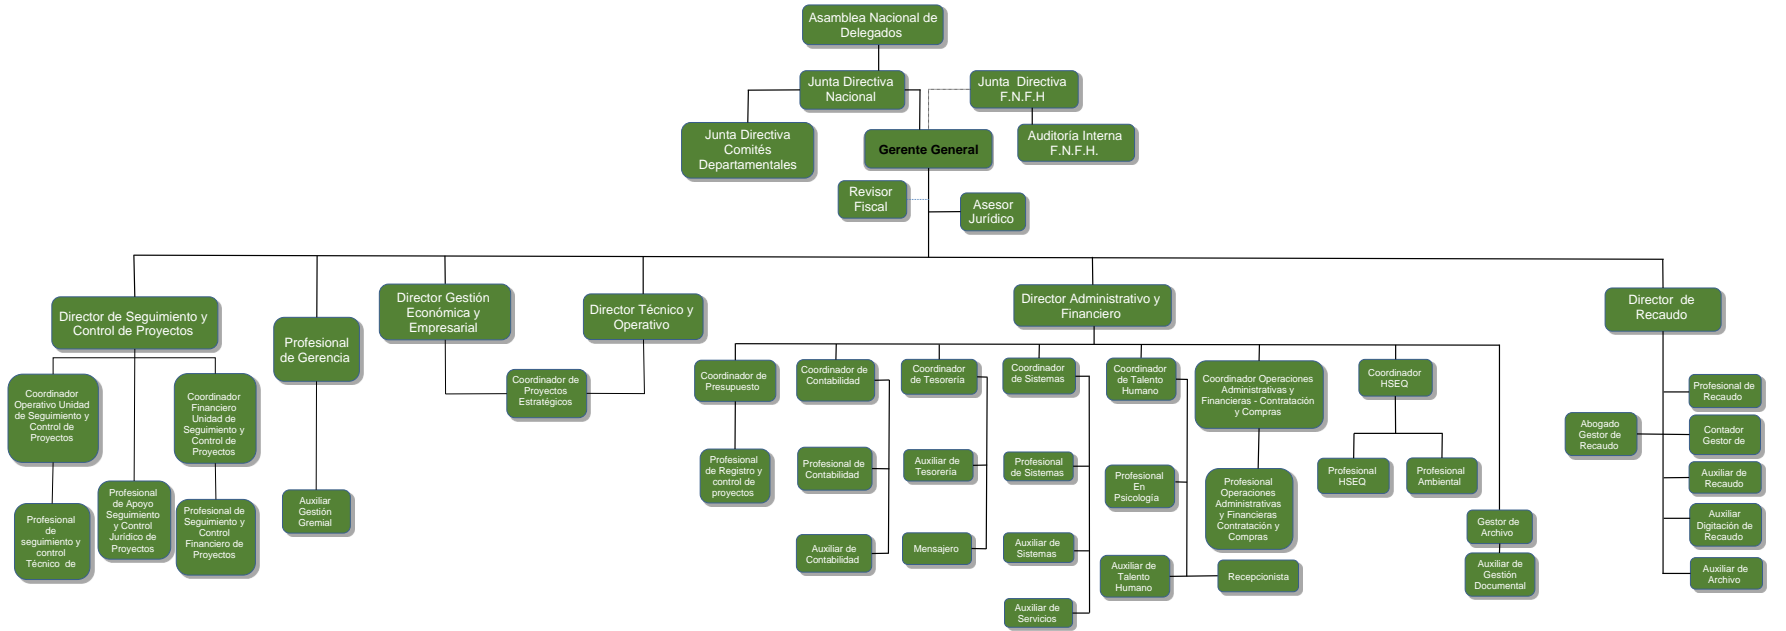 Asamblea Nacional de
Delegados
Junta Directiva
Nacional
Junta  Directiva
F.N.F.H
Junta Directiva
Comités
Departamentales
Gerente General
Auditoría Interna
F.N.F.H.
Revisor
Fiscal
Asesor
Jurídico
Director de Seguimiento y
Control de Proyectos
Profesional
de Gerencia
Director Gestión
Económica y
Empresarial
Director Técnico y
Operativo
Director Administrativo y
Financiero
Director  de
Recaudo
Coordinador
Operativo Unidad
de Seguimiento y
Control de
Proyectos
Coordinador
Financiero
Unidad de
Seguimiento y
Control de
Proyectos
Coordinador de
Proyectos
Estratégicos
Coordinador de
Presupuesto
Coordinador de
Contabilidad
Coordinador
de Tesorería
Coordinador
de Sistemas
Coordinador
de Talento
Humano
Coordinador Operaciones
Administrativas y
Financieras - Contratación
y Compras
Coordinador
HSEQ
Profesional de
Recaudo
Abogado
Gestor de
Recaudo
Contador
Gestor de
Profesional
de Registro y
control de
proyectos
Profesional de
Contabilidad
Auxiliar de
Tesorería
Profesional
de Sistemas
Profesional
En
Psicología
Profesional
Operaciones
Administrativas
y Financieras
Contratación y
Compras
Profesional
HSEQ
Profesional
Ambiental
Auxiliar de
Recaudo
Profesional
de
seguimiento y
control
Técnico  de
Profesional
de Apoyo
Seguimiento
y Control
Jurídico de
Proyectos
Profesional de
Seguimiento y
Control
Financiero de
Proyectos
Auxiliar
Gestión
Gremial
Gestor de
Archivo
Auxiliar
Digitación de
Recaudo
Auxiliar de
Contabilidad
Mensajero
Auxiliar de
Sistemas
Auxiliar de
Talento
Humano
Recepcionista
Auxiliar de
Gestión
Documental
Auxiliar de
Archivo
Auxiliar de
Servicios